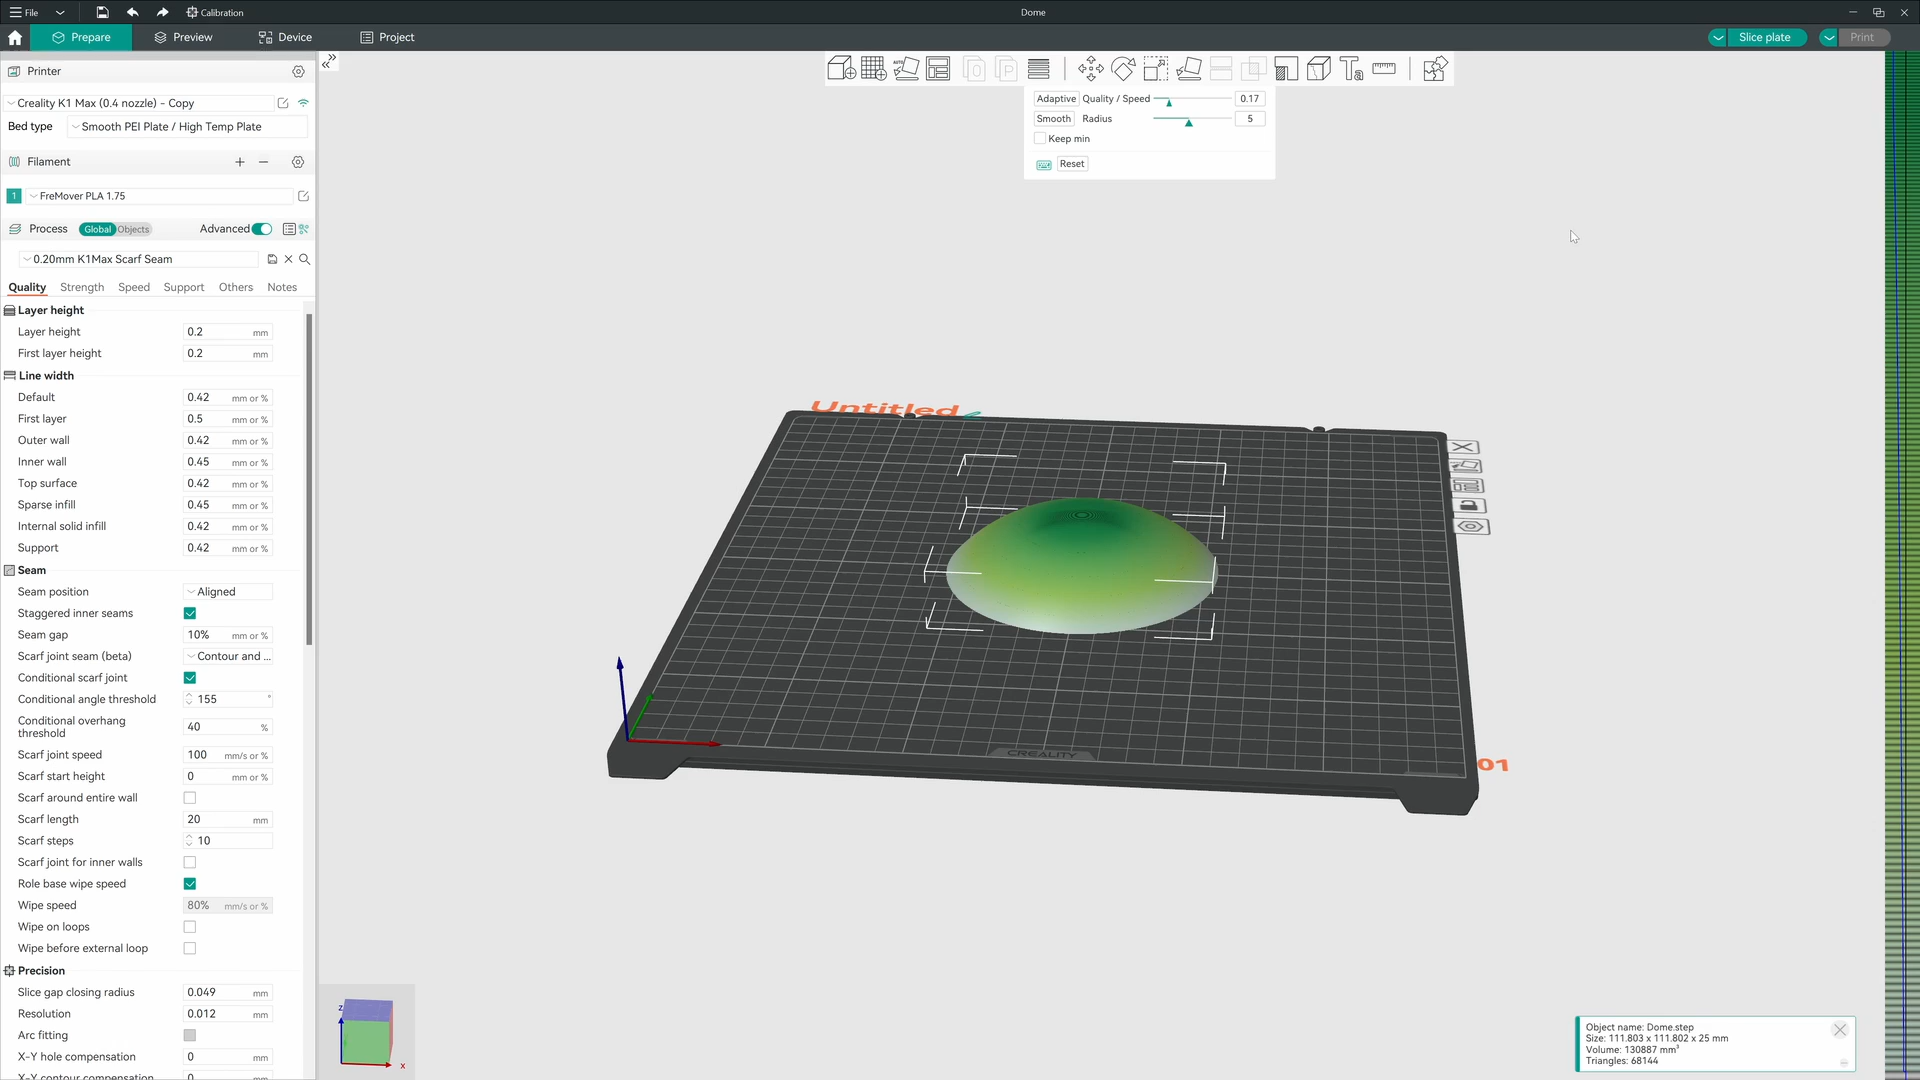 File
Calibration
Dome
Prepare
Preview
Device
Project
Slice plate
Print
Printer
Creality K1 Max (0.4 nozzle) - Copy
Bed type
Smooth PEI Plate / High Temp Plate
Filament
1
FreMover PLA 1.75
Process
Global
Objects
Advanced
0.20mm K1Max Scarf Seam
Quality
Strength
Speed
Support
Others
Notes
Layer height
Layer height 0.2 mm
First layer height 0.2 mm
Line width
Default 0.42 mm or %
First layer 0.5 mm or %
Outer wall 0.42 mm or %
Inner wall 0.45 mm or %
Top surface 0.42 mm or %
Sparse infill 0.45 mm or %
Internal solid infill 0.42 mm or %
Support 0.42 mm or %
Seam
Seam position Aligned
Staggered inner seams
Seam gap 10% mm or %
Scarf joint seam (beta) Contour and ...
Conditional scarf joint
Conditional angle threshold 155 °
Conditional overhang
threshold 40 %
Scarf joint speed 100 mm/s or %
Scarf start height 0 mm or %
Scarf around entire wall
Scarf length 20 mm
Scarf steps 10
Scarf joint for inner walls
Role base wipe speed
Wipe speed 80% mm/s or %
Wipe on loops
Wipe before external loop
Precision
Slice gap closing radius 0.049 mm
Resolution 0.012 mm
Arc fitting
X-Y hole compensation 0 mm
X-Y contour compensation 0 mm
AUTO
Adaptive Quality / Speed 0.17
Smooth Radius 5
Keep min
Reset
Untitled
CREALITY
01
z
x
Object name: Dome.step
Size: 111.803 x 111.802 x 25 mm
Volume: 130887 mm³
Triangles: 68144